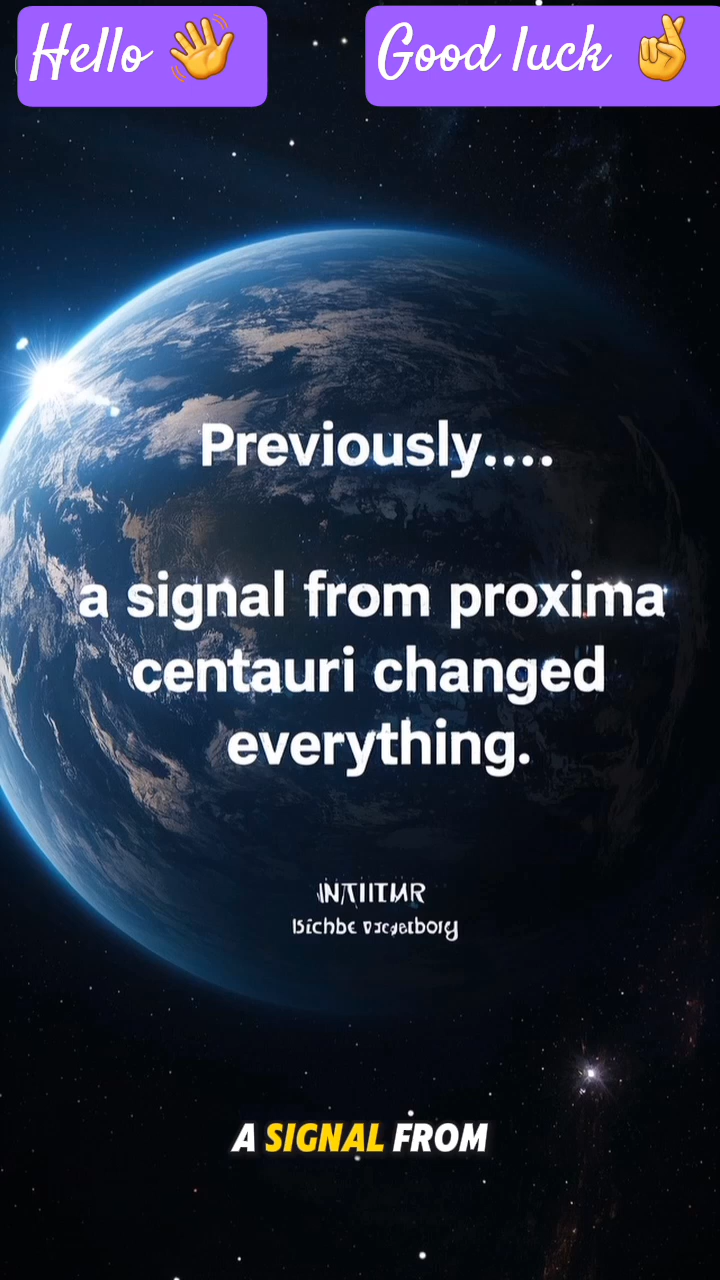 Hello 👋
Good luck 🤞
Previously....
a signal from proxima
centauri changed
everything.
A SIGNAL FROM